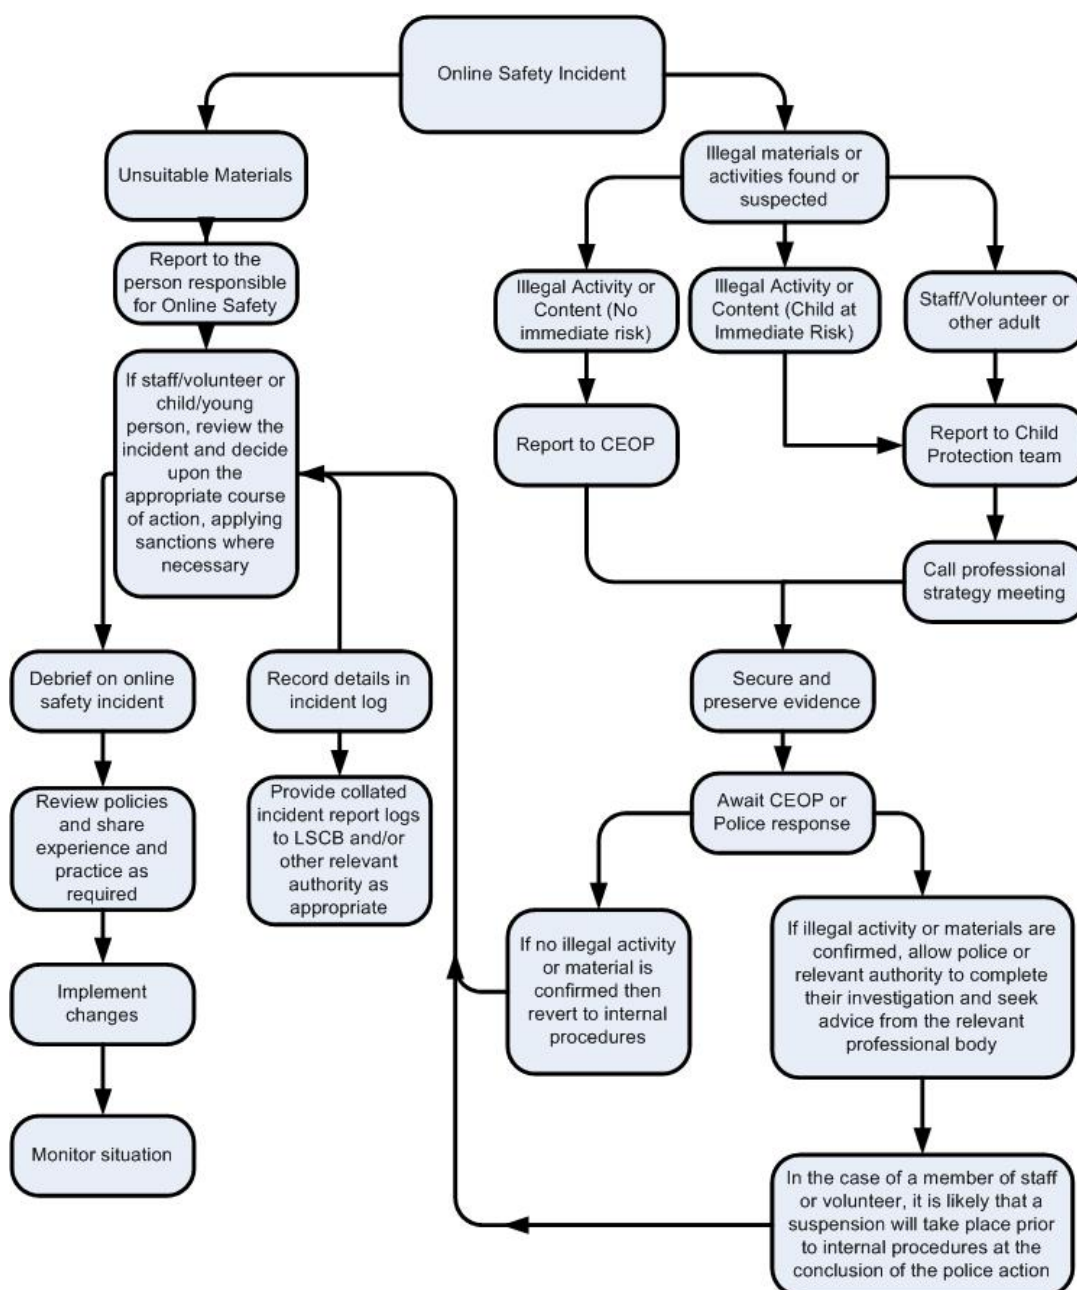 Online Safety Incident
Unsuitable Materials
Illegal materials or
activities found or
suspected
Report to the
person responsible
for Online Safety
Illegal Activity or
Content (No
immediate risk)
Illegal Activity or
Content (Child at
Immediate Risk)
Staff/Volunteer or
other adult
If staff/volunteer or
child/young
person, review the
incident and decide
upon the
appropriate course
of action, applying
sanctions where
necessary
Report to CEOP
Report to Child
Protection team
Call professional
strategy meeting
Debrief on online
safety incident
Record details in
incident log
Secure and
preserve evidence
Review policies
and share
experience and
practice as
required
Provide collated
incident report logs
to LSCB and/or
other relevant
authority as
appropriate
Await CEOP or
Police response
If no illegal activity
or material is
confirmed then
revert to internal
procedures
If illegal activity or materials are
confirmed, allow police or
relevant authority to complete
their investigation and seek
advice from the relevant
professional body
Implement
changes
Monitor situation
In the case of a member of staff
or volunteer, it is likely that a
suspension will take place prior
to internal procedures at the
conclusion of the police action